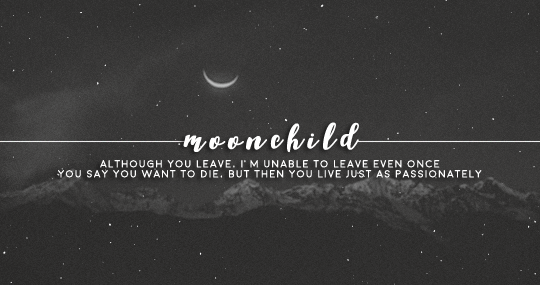 moonchild
ALTHOUGH YOU LEAVE, I'M UNABLE TO LEAVE EVEN ONCE
YOU SAY YOU WANT TO DIE, BUT THEN YOU LIVE JUST AS PASSIONATELY